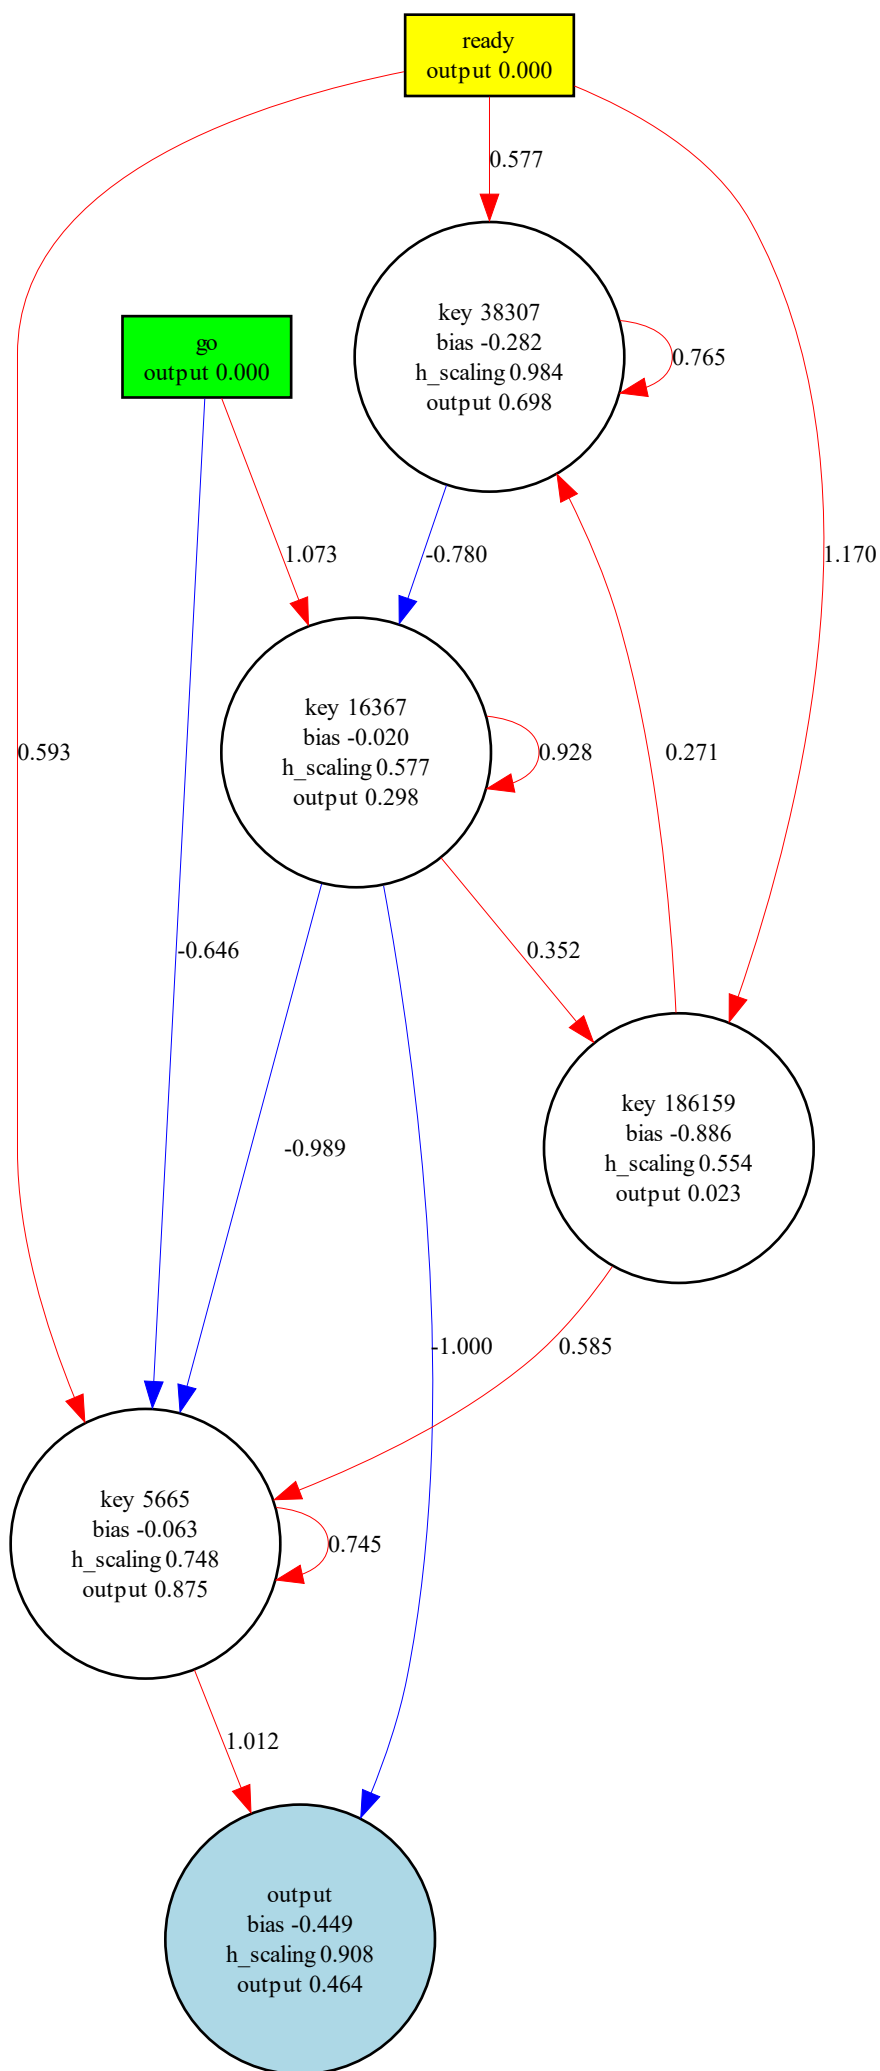 ready
output 0.000
0.577
key 38307
bias -0.282
h_scaling 0.984
output 0.698
0.765
go
output 0.000
1.073
-0.780
1.170
key 16367
bias -0.020
h_scaling 0.577
output 0.298
0.928
0.271
0.593
-0.646
0.352
-0.989
key 186159
bias -0.886
h_scaling 0.554
output 0.023
-1.000
0.585
key 5665
bias -0.063
h_scaling 0.748
output 0.875
0.745
1.012
output
bias -0.449
h_scaling 0.908
output 0.464